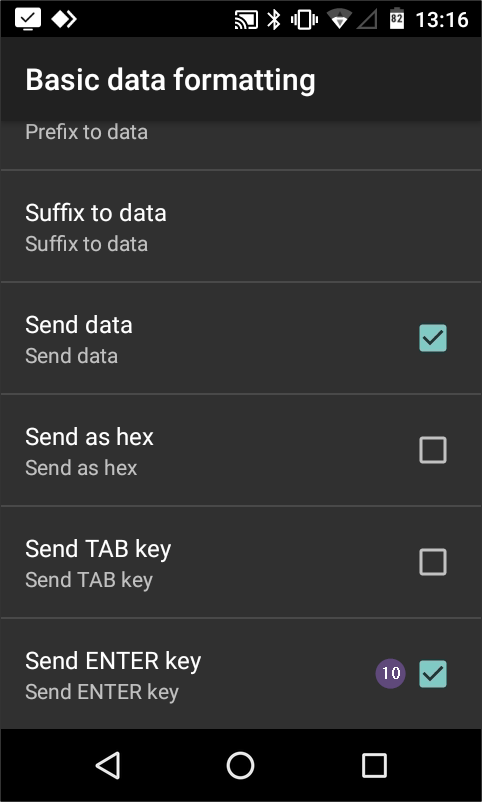 82 13:16
Basic data formatting
Prefix to data
Suffix to data
Suffix to data
Send data
Send data
Send as hex
Send as hex
Send TAB key
Send TAB key
Send ENTER key
10
Send ENTER key